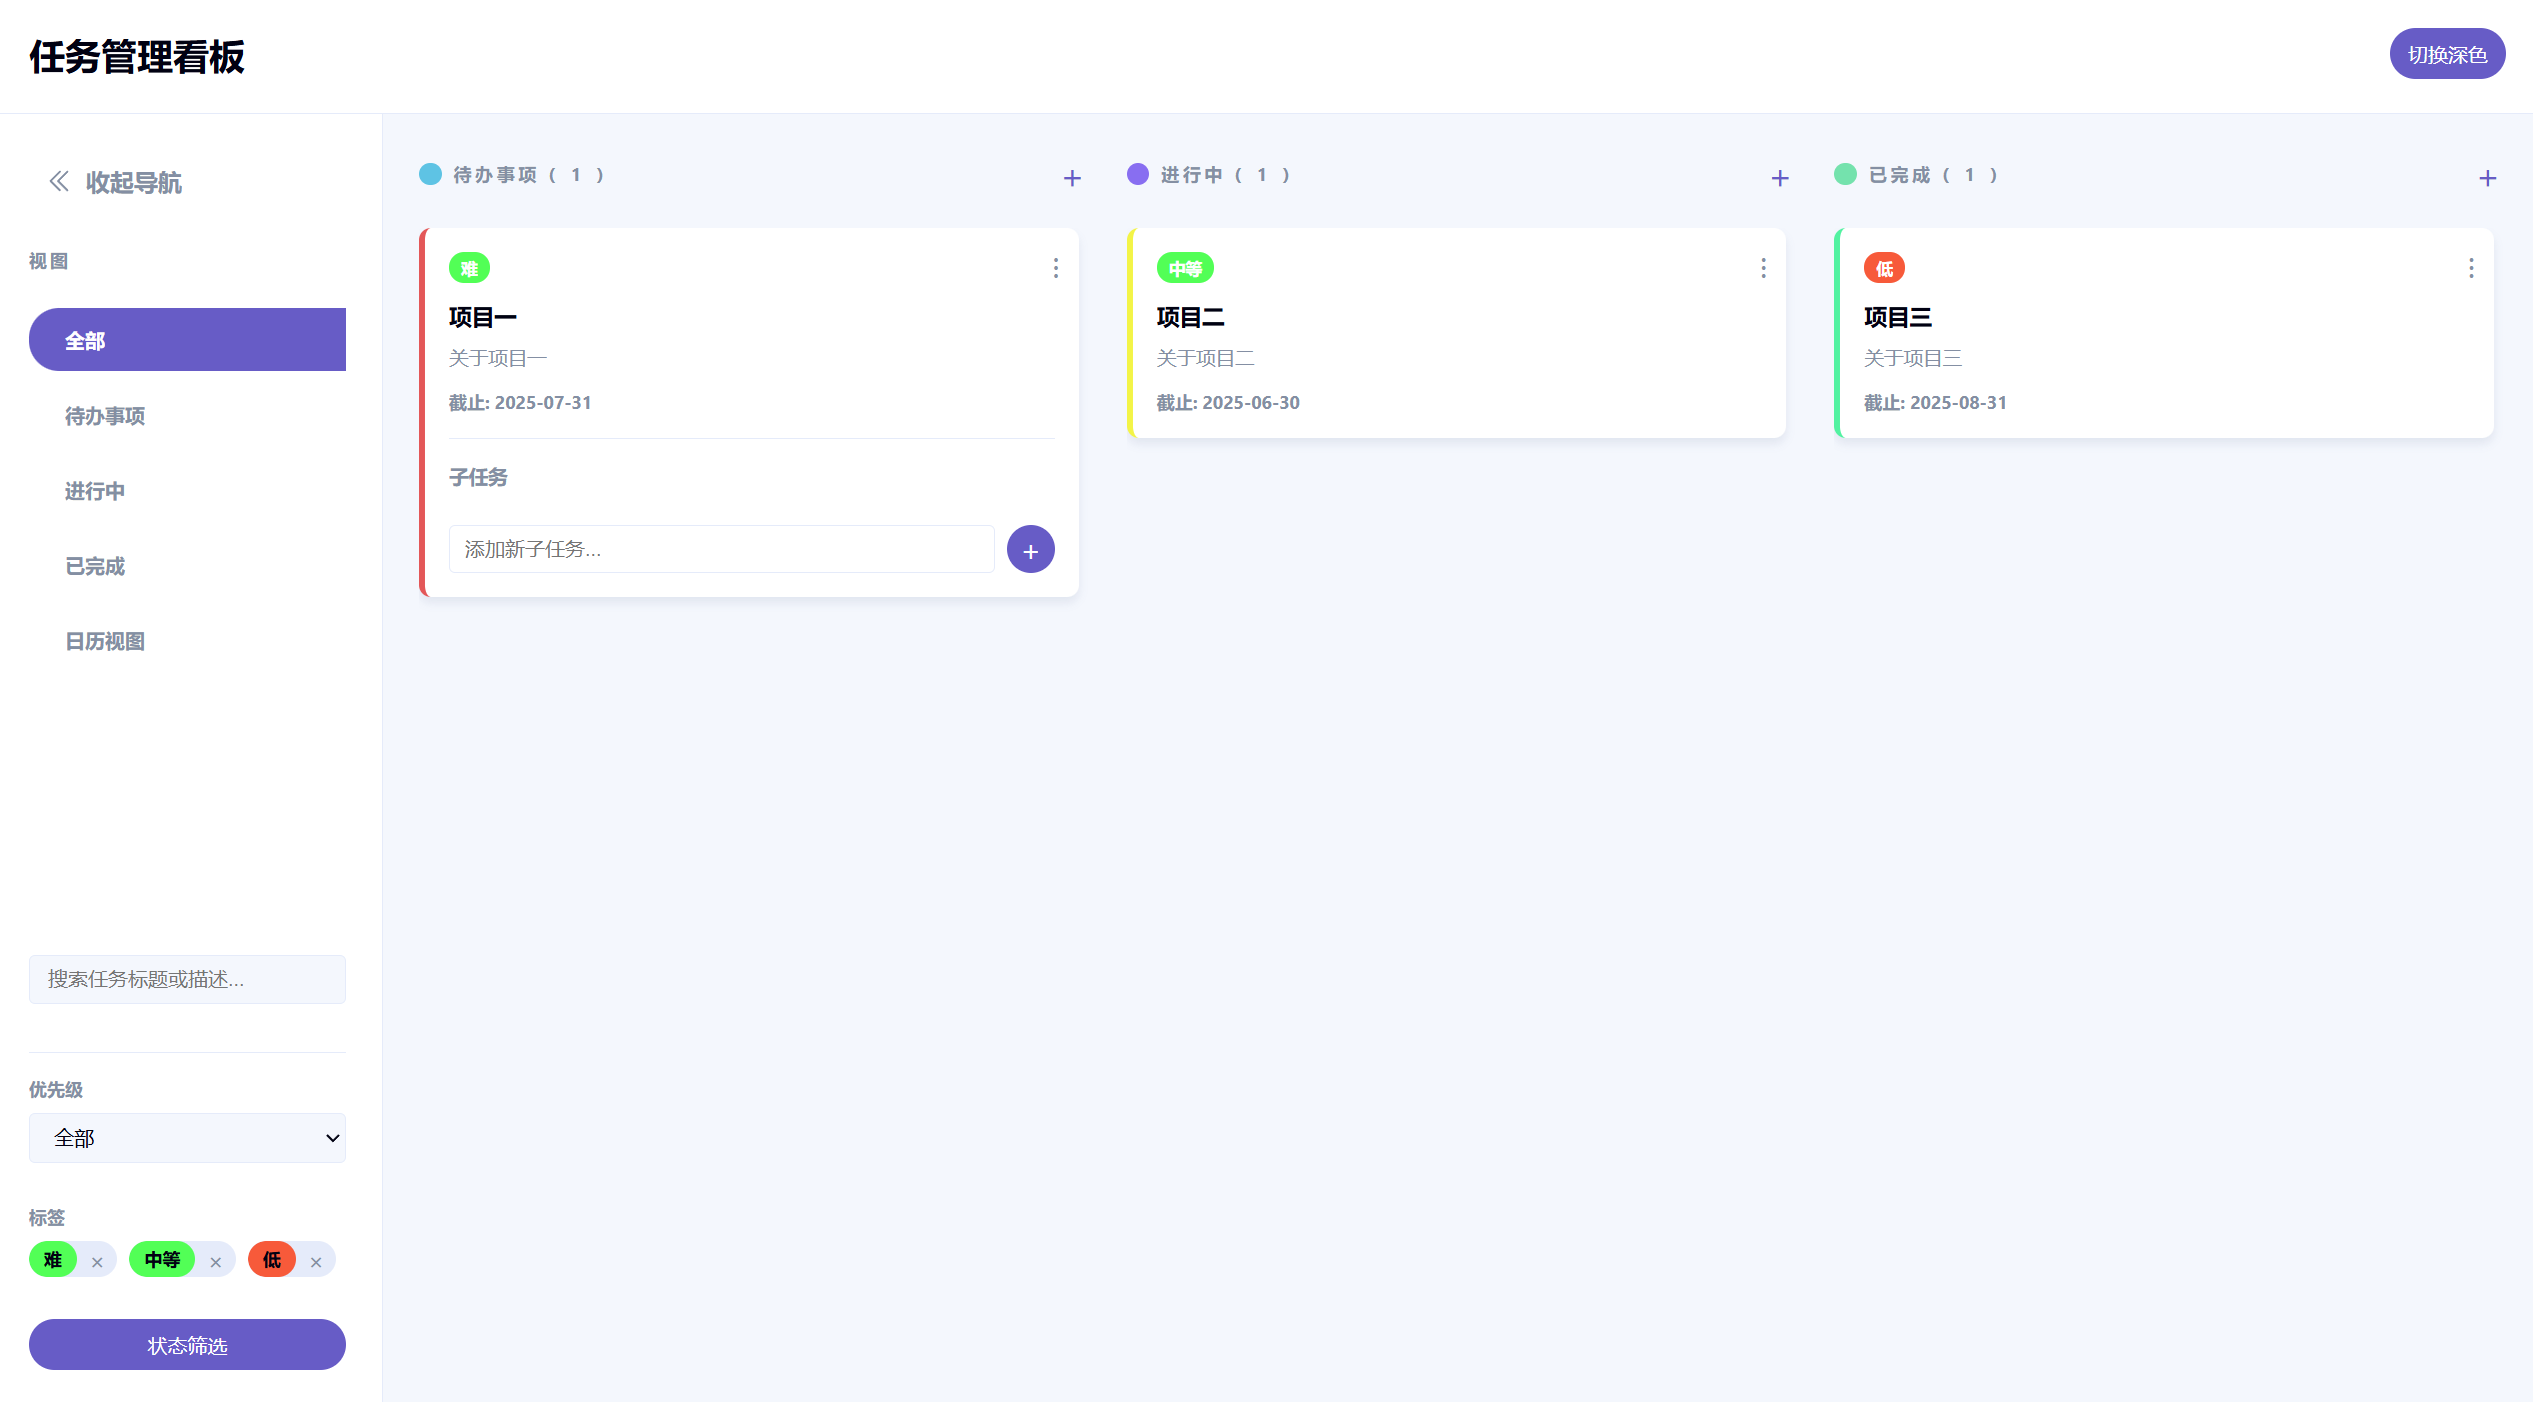 任务管理看板
切换深色
收起导航
视图
全部
待办事项
进行中
已完成
日历视图
搜索任务标题或描述...
优先级
全部
标签
难 ×
中等 ×
低 ×
状态筛选
待办事项 ( 1 ) +
难
项目一
关于项目一
截止: 2025-07-31
子任务
添加新子任务... +
进行中 ( 1 ) +
中等
项目二
关于项目二
截止: 2025-06-30
已完成 ( 1 ) +
低
项目三
关于项目三
截止: 2025-08-31